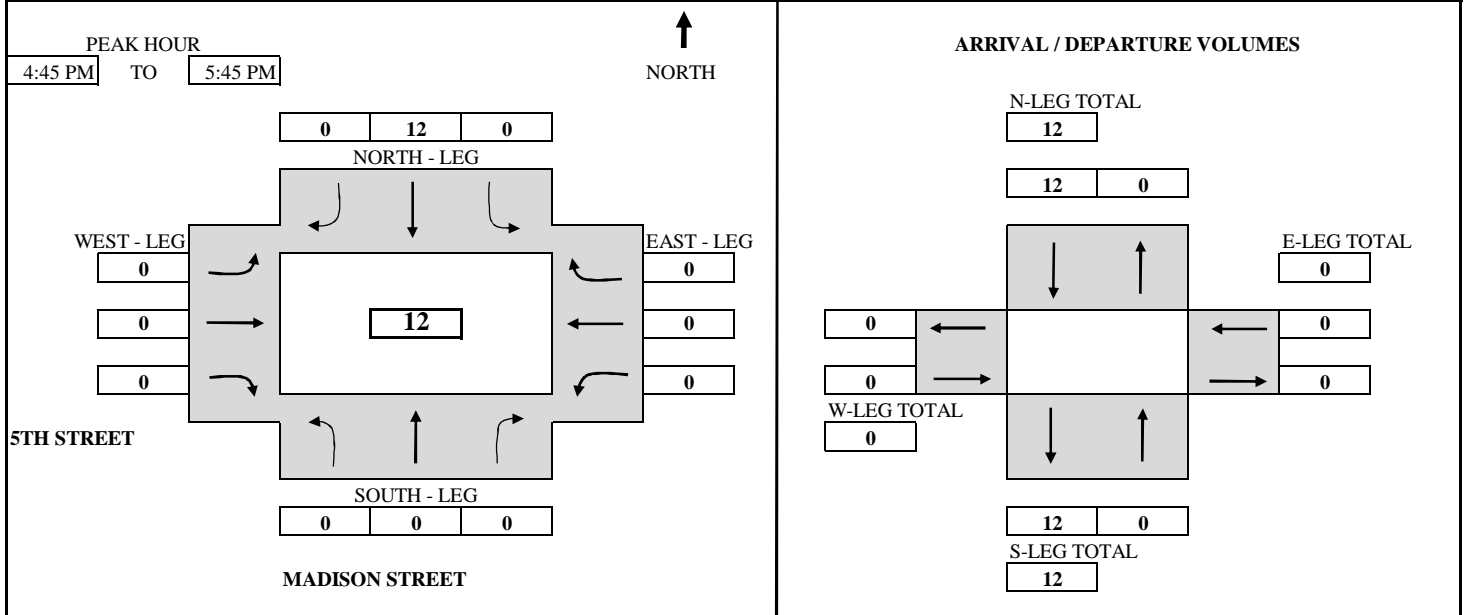 PEAK HOUR
4:45 PM TO 5:45 PM
NORTH
0 12 0
NORTH - LEG
WEST - LEG
EAST - LEG
0 0
0 12 0
0 0
5TH STREET
SOUTH - LEG
0 0 0
MADISON STREET
ARRIVAL / DEPARTURE VOLUMES
N-LEG TOTAL
12
12 0
E-LEG TOTAL
0
0 0
0 0
W-LEG TOTAL
0
12 0
S-LEG TOTAL
12